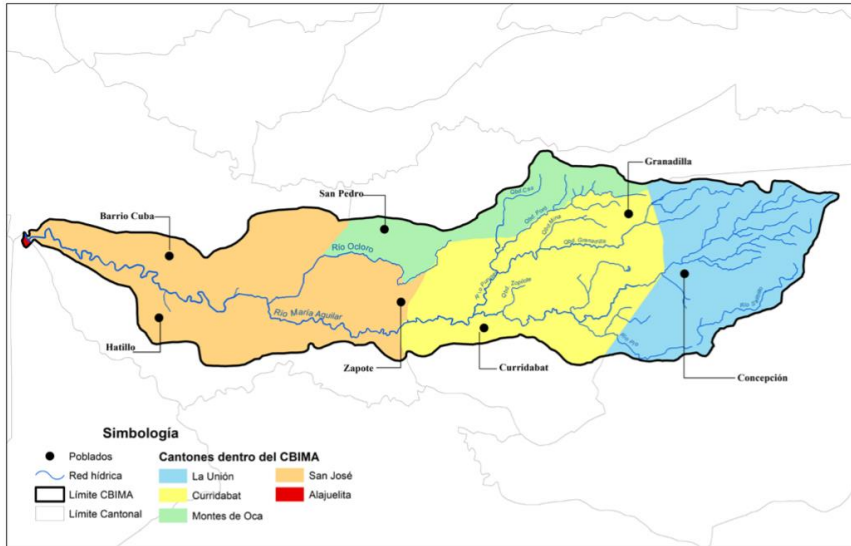 Granadilla
San Pedro
Barrio Cuba
Río Ocloro
Río María Aguilar
Hatillo
Zapote
Curridabat
Concepción
Simbología
Poblados
Red hídrica
Límite CBIMA
Límite Cantonal
Cantones dentro del CBIMA
La Unión
Curridabat
Montes de Oca
San José
Alajuelita